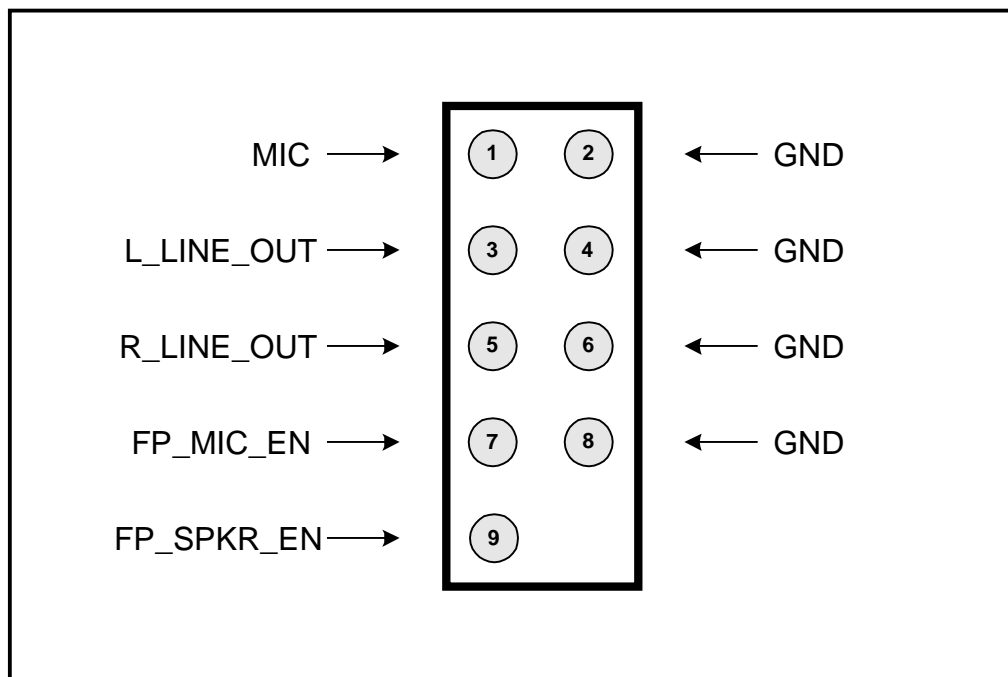 MIC 1 2 GND
L_LINE_OUT 3 4 GND
R_LINE_OUT 5 6 GND
FP_MIC_EN 7 8 GND
FP_SPKR_EN 9